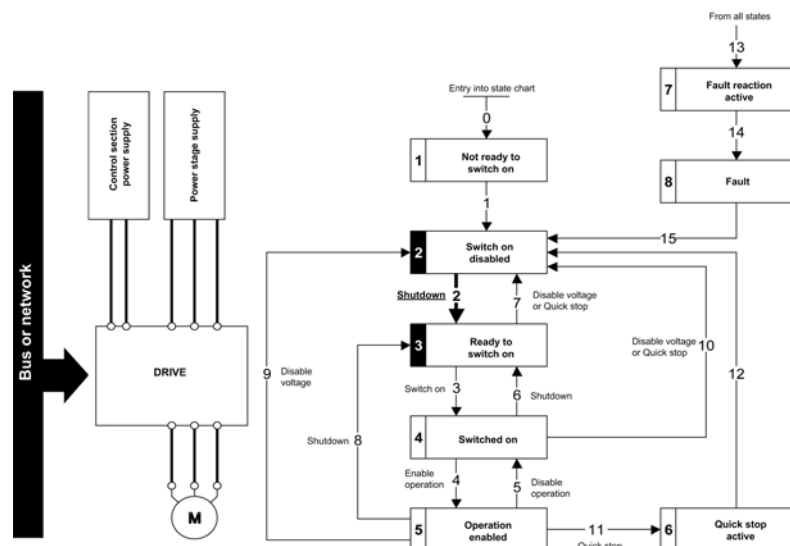 From all states
13
7
Fault reaction
active
14
8
Fault
15
Entry into state chart
0
1
Not ready to
switch on
1
2
Switch on
disabled
Shutdown 2
7
Disable voltage
or Quick stop
3
Ready to
switch on
Switch on 3
6 Shutdown
4
Switched on
Enable
operation
4
5
Disable
operation
5
Operation
enabled
11
Quick stop
6
Quick stop
active
Disable voltage
or Quick stop
10
12
9
Disable
voltage
Shutdown 8
Bus or network
Control section
power supply
Power stage supply
DRIVE
M